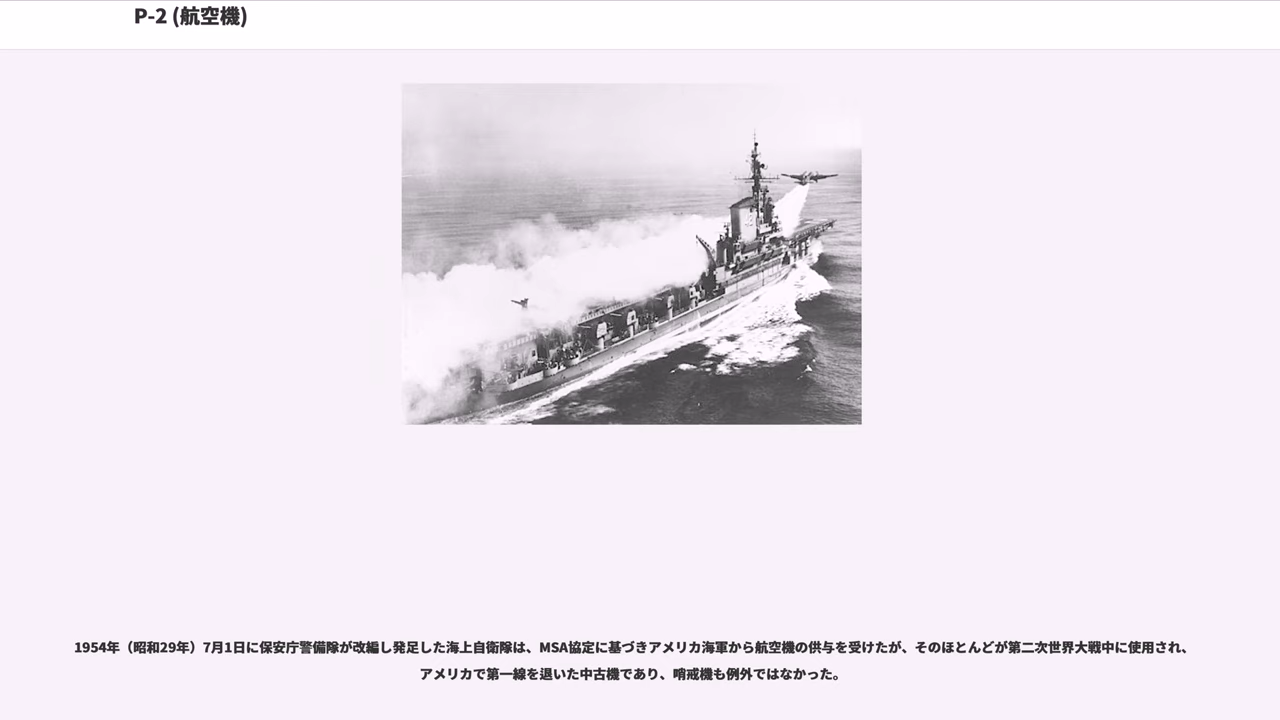 P-2 (航空機)
1954年（昭和29年）7月1日に保安庁警備隊が改編し発足した海上自衛隊は、MSA協定に基づきアメリカ海軍から航空機の供与を受けたが、そのほとんどが第二次世界大戦中に使用され、
アメリカで第一線を退いた中古機であり、哨戒機も例外ではなかった。